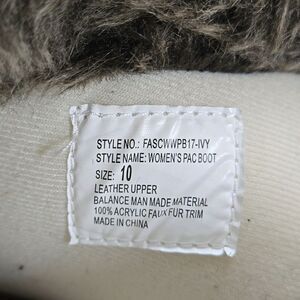 STYLE NO.: FASCWWPB17-IVY
STYLE NAME: WOMEN'S PAC BOOT
SIZE: 10
LEATHER UPPER
BALANCE MAN MADE MATERIAL
100% ACRYLIC FAUX FUR TRIM
MADE IN CHINA